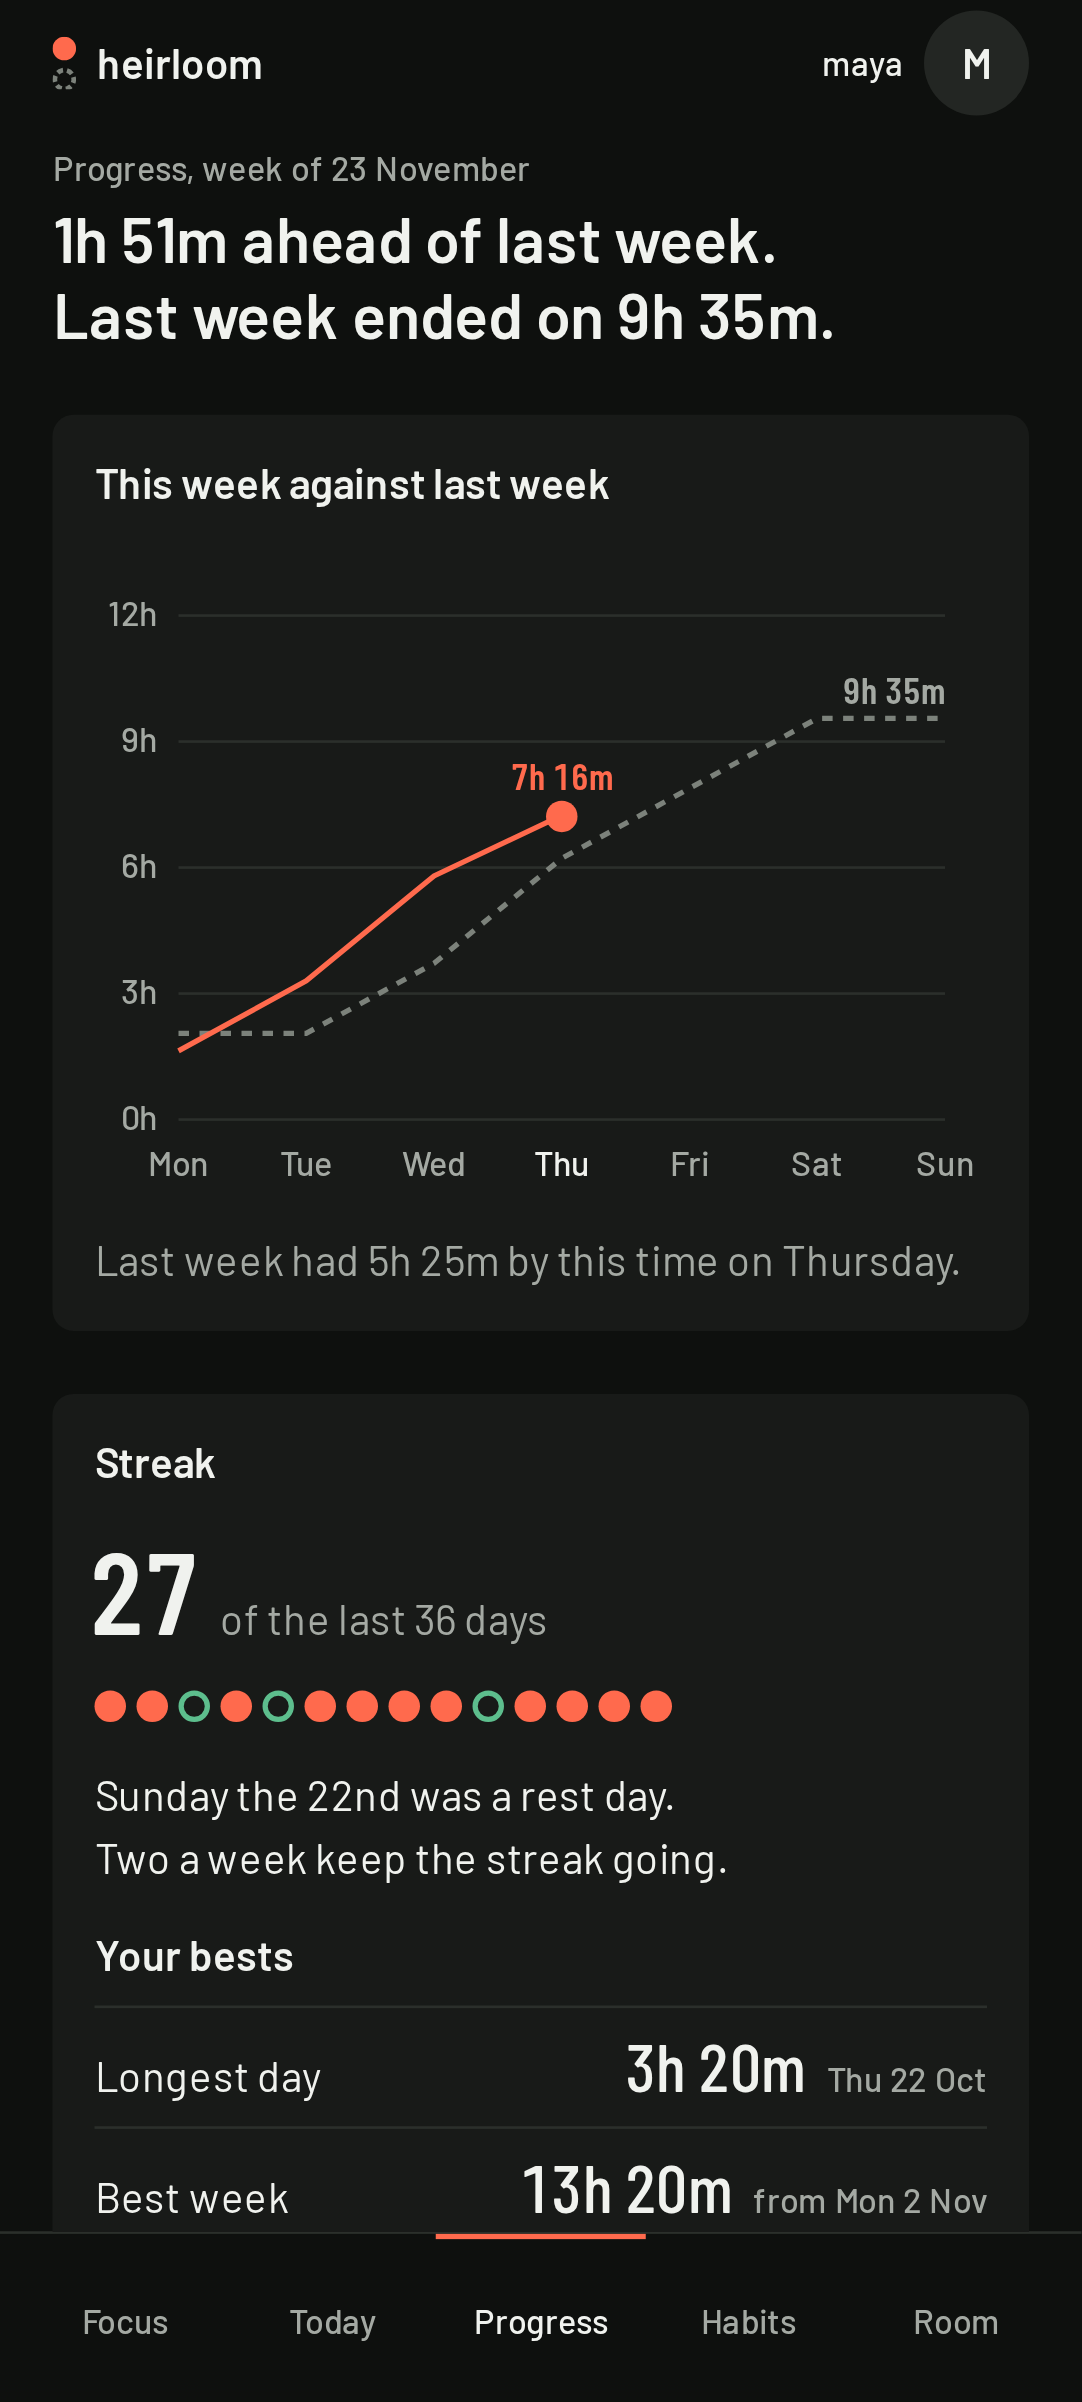 heirloom
maya
M
Progress, week of 23 November
1h 51m ahead of last week.
Last week ended on 9h 35m.
This week against last week
12h
9h 35m
9h
7h 16m
6h
3h
0h
Mon Tue Wed Thu Fri Sat Sun
Last week had 5h 25m by this time on Thursday.
Streak
27 of the last 36 days
Sunday the 22nd was a rest day.
Two a week keep the streak going.
Your bests
Longest day 3h 20m Thu 22 Oct
Best week 13h 20m from Mon 2 Nov
Focus Today Progress Habits Room